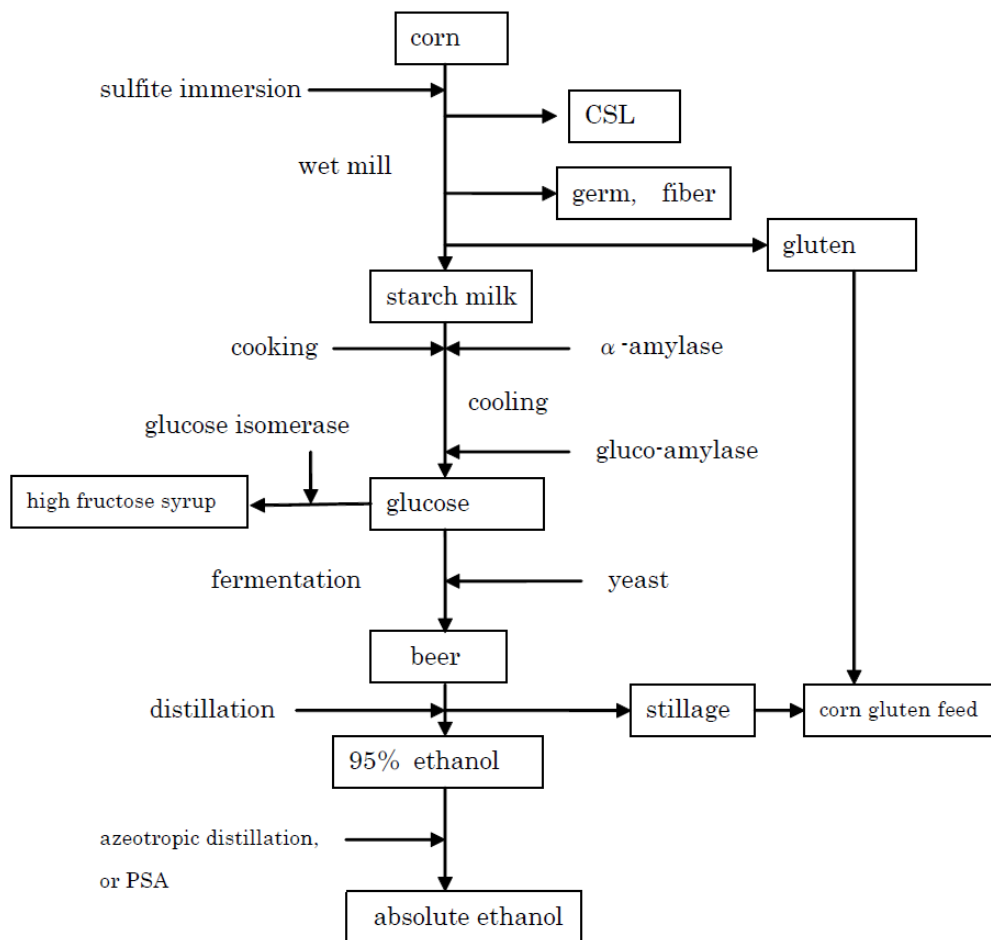 corn
sulfite immersion
CSL
wet mill
germ, fiber
gluten
starch milk
cooking
α-amylase
cooling
glucose isomerase
gluco-amylase
high fructose syrup
glucose
fermentation
yeast
beer
distillation
stillage
corn gluten feed
95% ethanol
azeotropic distillation,
or PSA
absolute ethanol